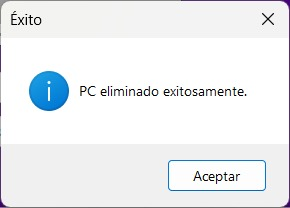 Éxito
PC eliminado exitosamente.
Aceptar